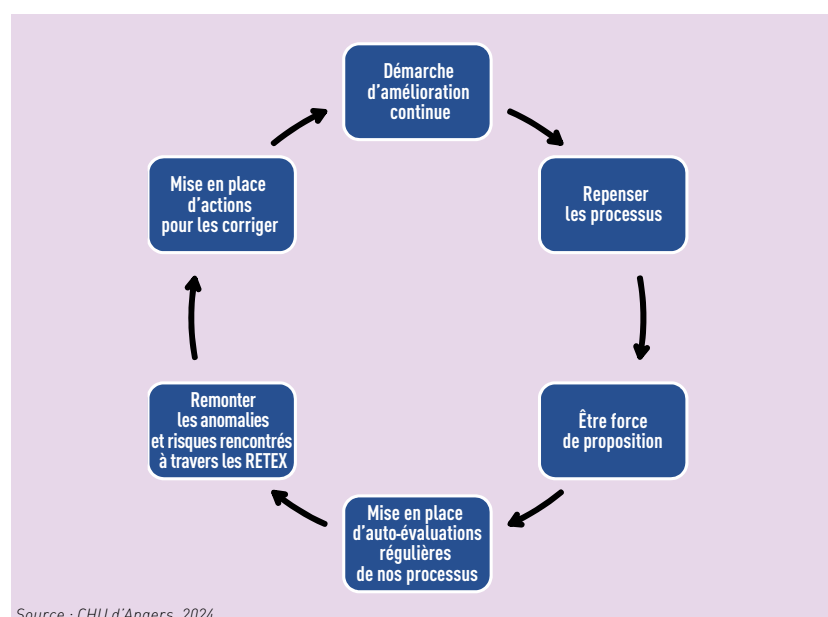 Démarche
d'amélioration
continue
Repenser
les processus
Être force
de proposition
Mise en place
d'auto-évaluations
régulières
de nos processus
Remonter
les anomalies
et risques rencontrés
à travers les RETEX
Mise en place
d'actions
pour les corriger
Source : CHU d'Angers, 2024